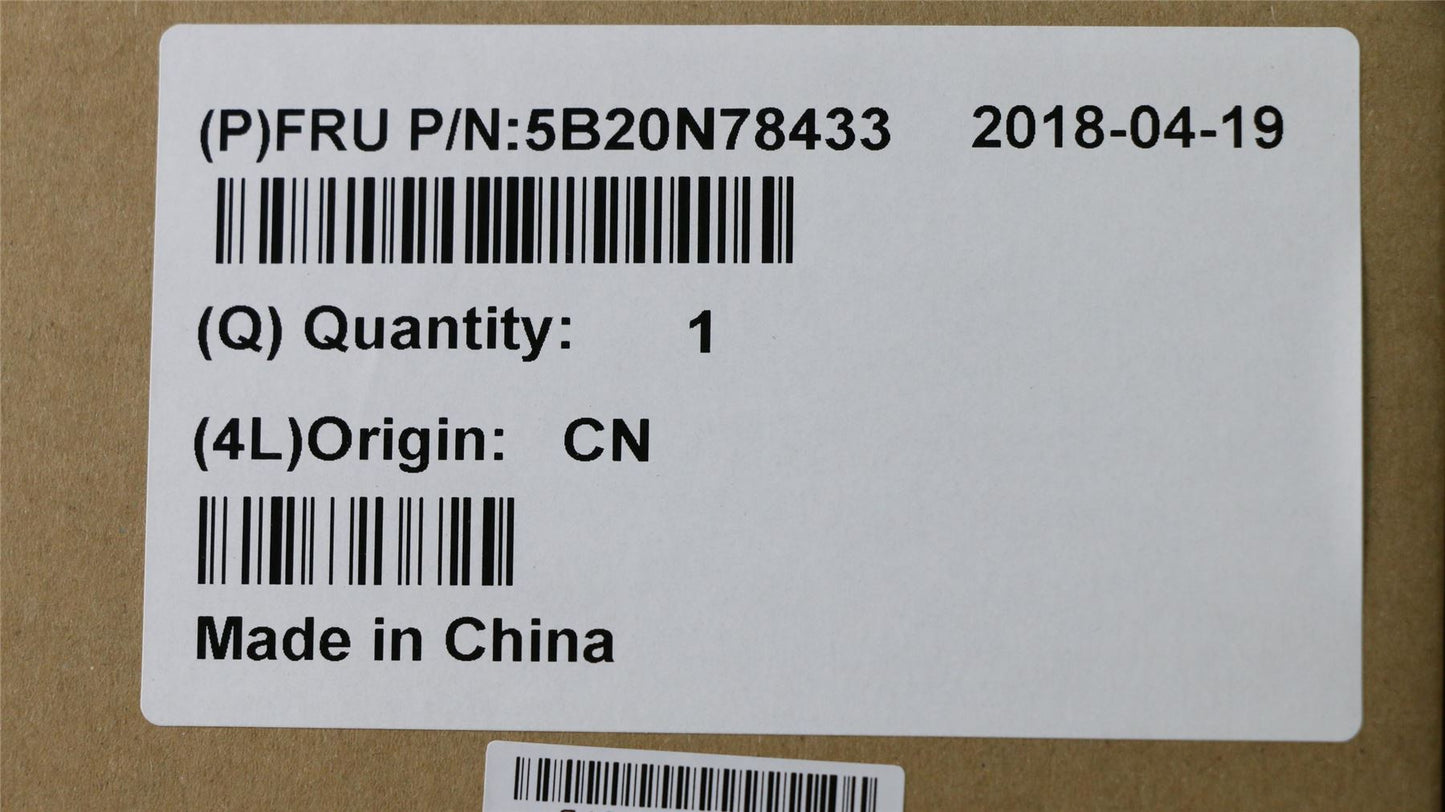 (P)FRU P/N:5B20N78433 2018-04-19
(Q) Quantity: 1
(4L)Origin: CN
Made in China